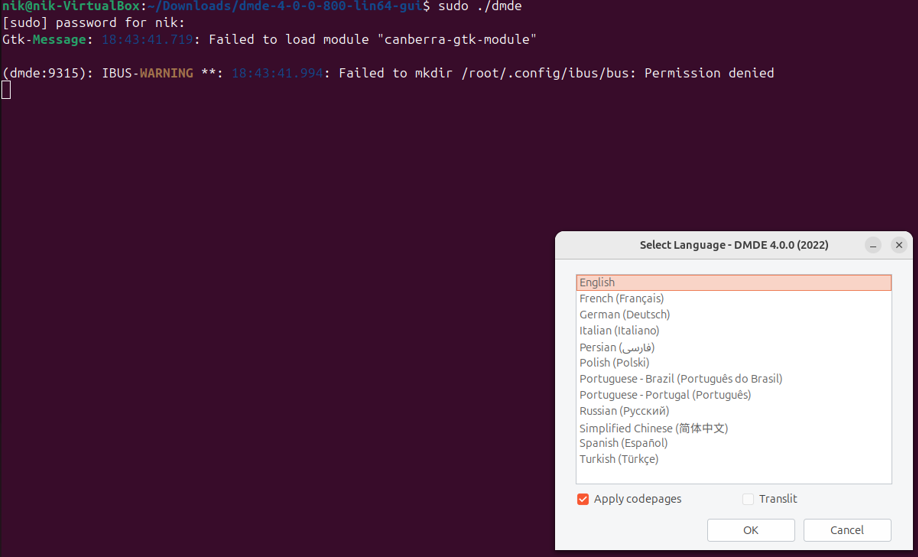 nik@nik-VirtualBox:~/Downloads/dmde-4-0-0-800-lin64-gui$ sudo ./dmde
[sudo] password for nik:
Gtk-Message: 18:43:41.719: Failed to load module "canberra-gtk-module"
(dmde:9315): IBUS-WARNING **: 18:43:41.994: Failed to mkdir /root/.config/ibus/bus: Permission denied
Select Language - DMDE 4.0.0 (2022)
English
French (Français)
German (Deutsch)
Italian (Italiano)
Persian (فارسی)
Polish (Polski)
Portuguese - Brazil (Português do Brasil)
Portuguese - Portugal (Português)
Russian (Русский)
Simplified Chinese (简体中文)
Spanish (Español)
Turkish (Türkçe)
Apply codepages
Translit
OK
Cancel